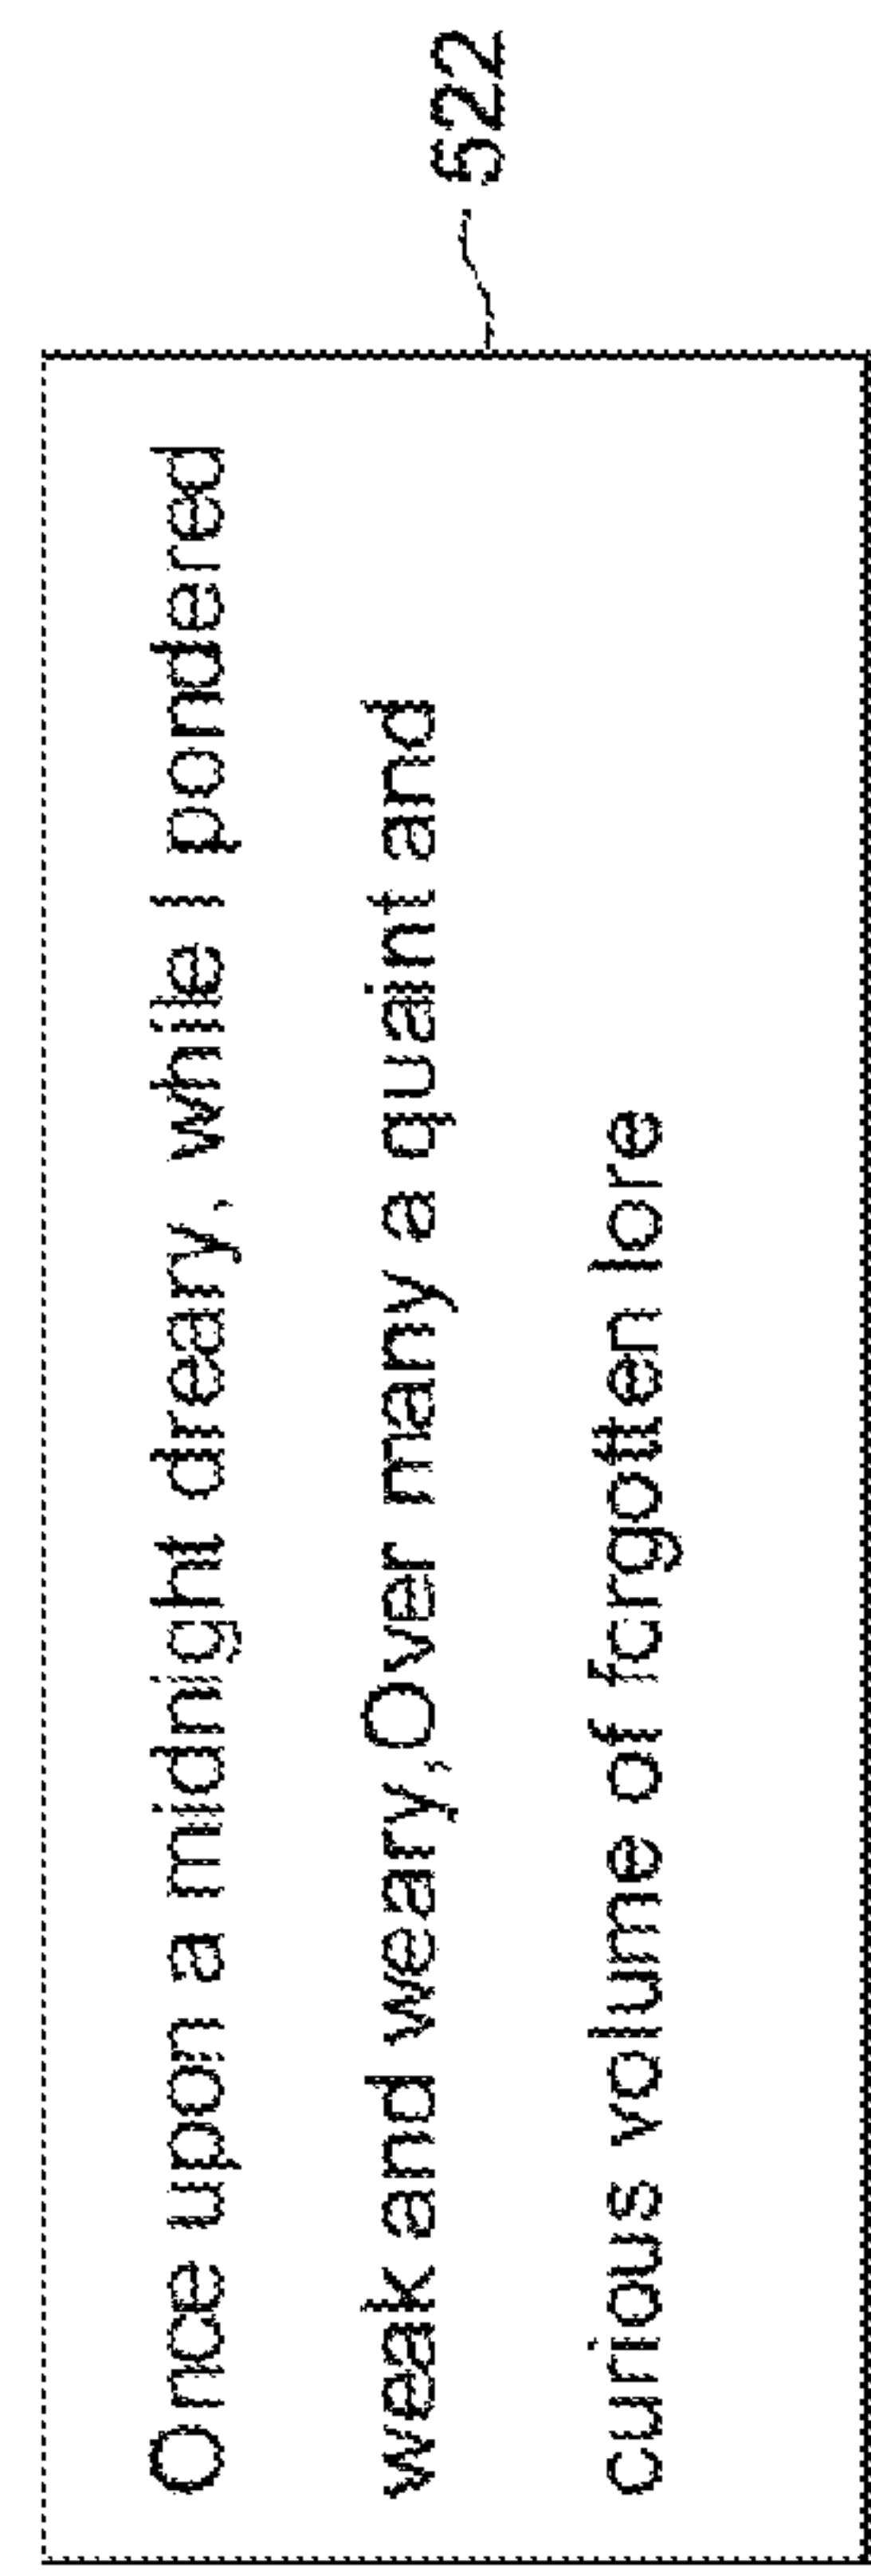 Once upon a midnight dreary, while I pondered
weak and weary,Over many a quaint and
curious volume of forgotten lore
522